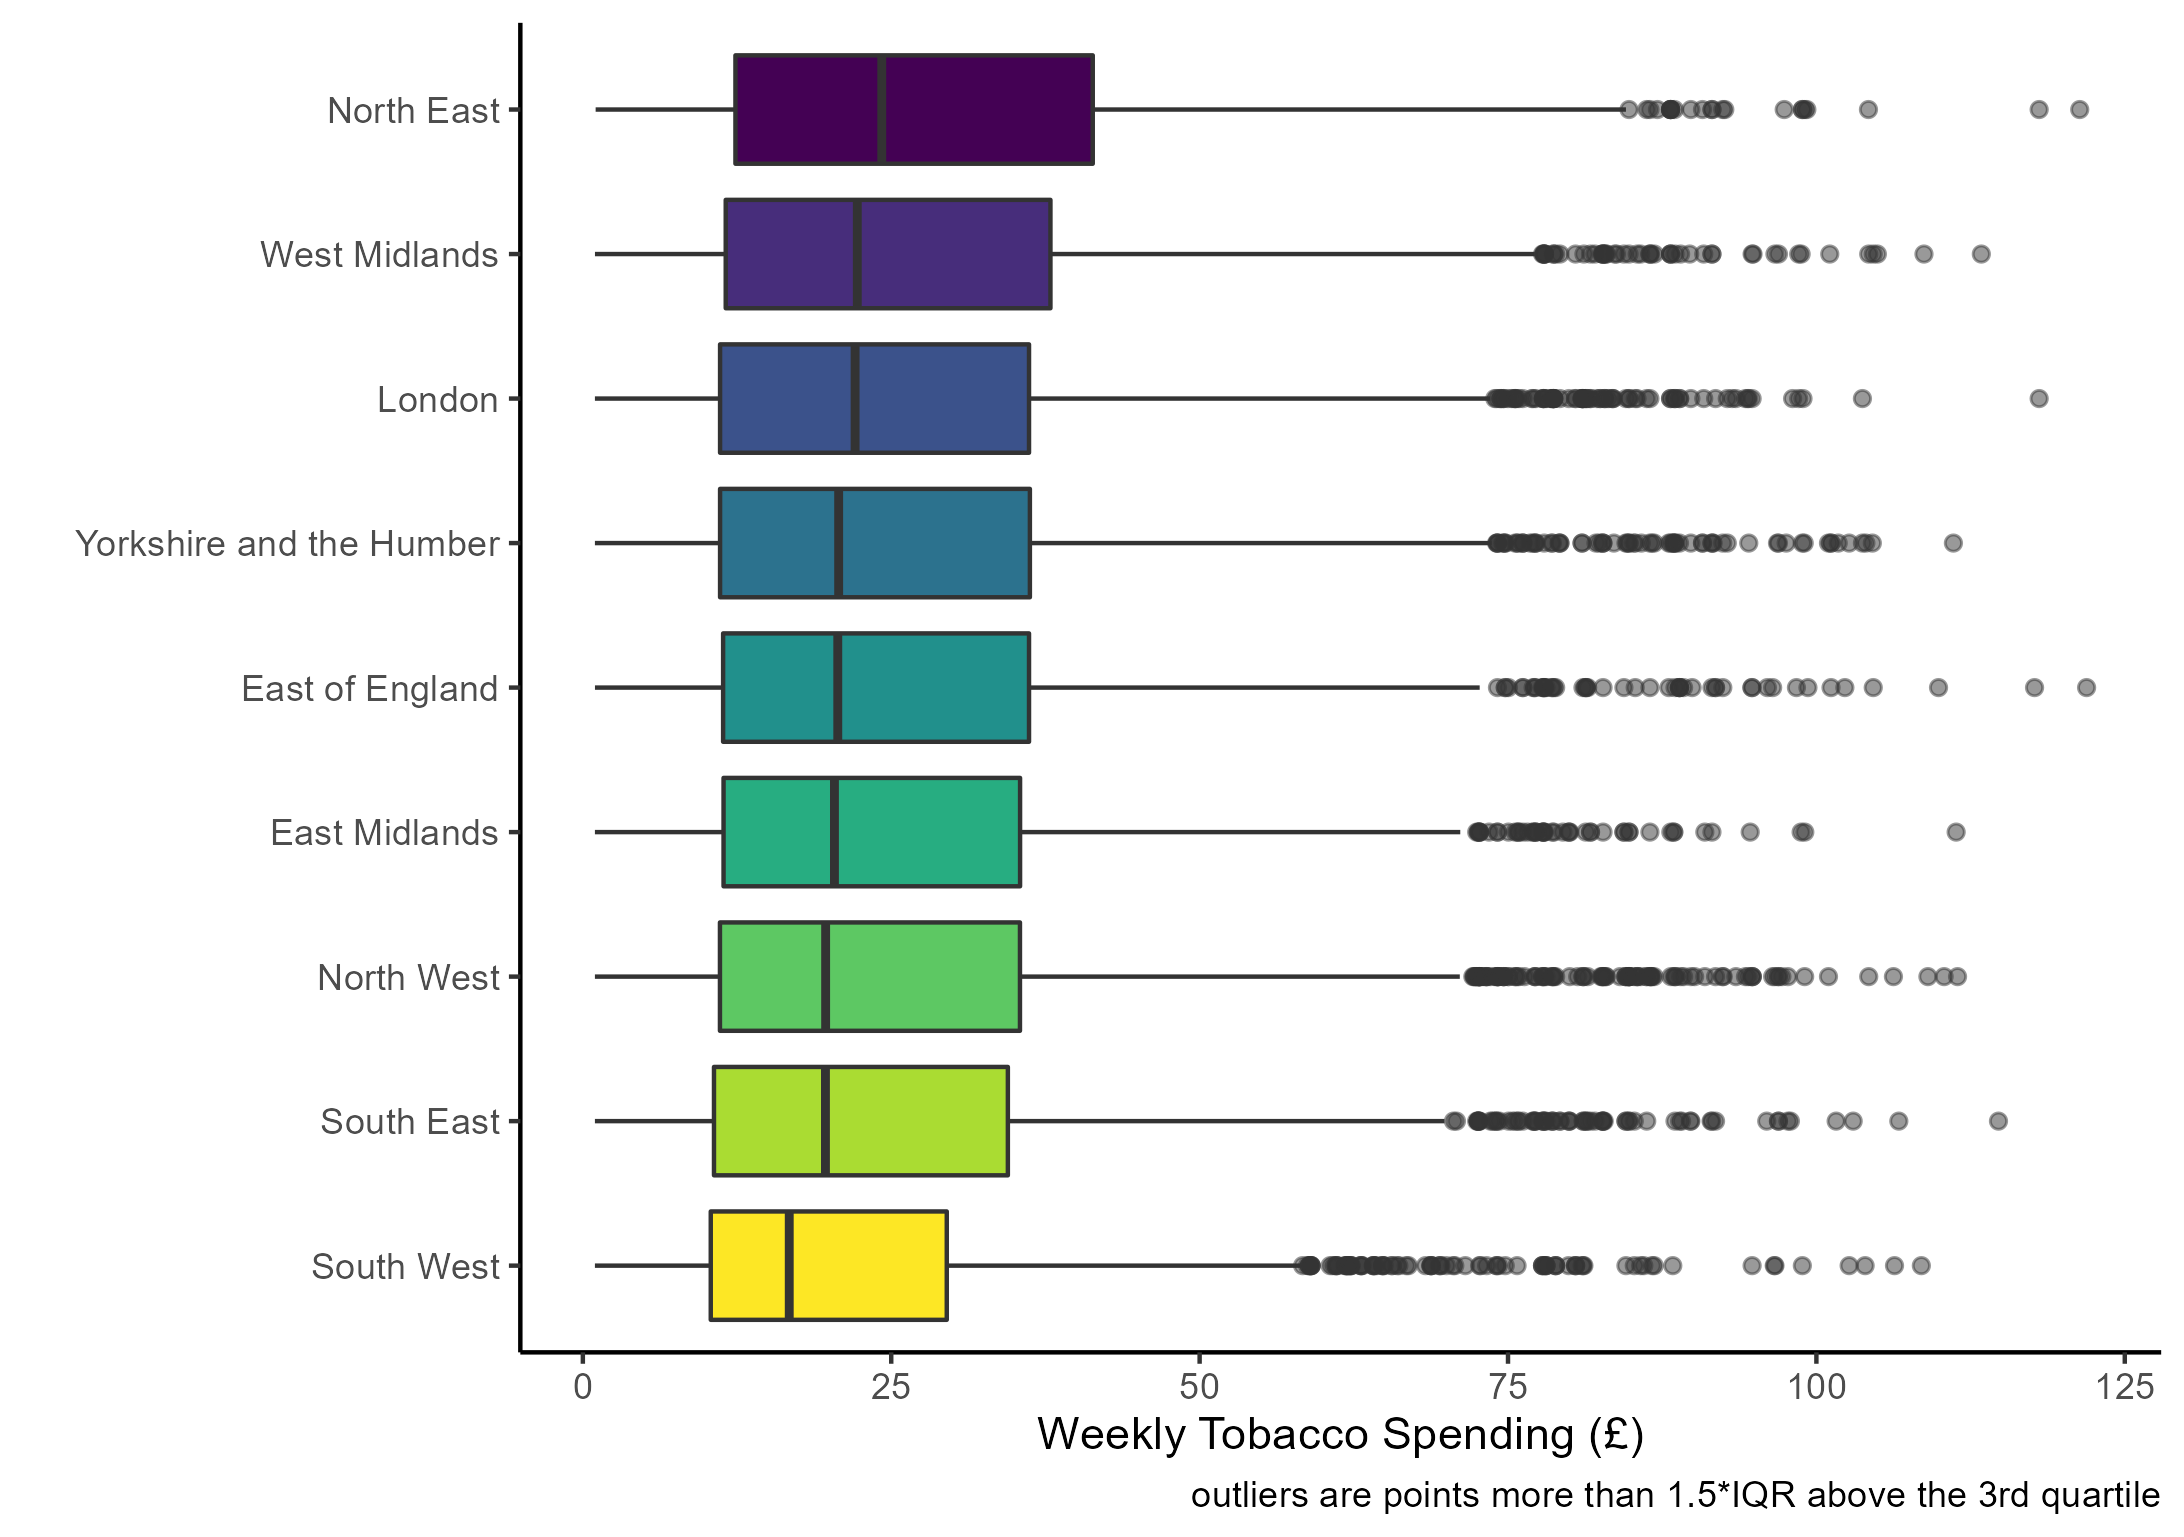 North East
West Midlands
London
Yorkshire and the Humber
East of England
East Midlands
North West
South East
South West
0 25 50 75 100 125
Weekly Tobacco Spending (£)
outliers are points more than 1.5*IQR above the 3rd quartile